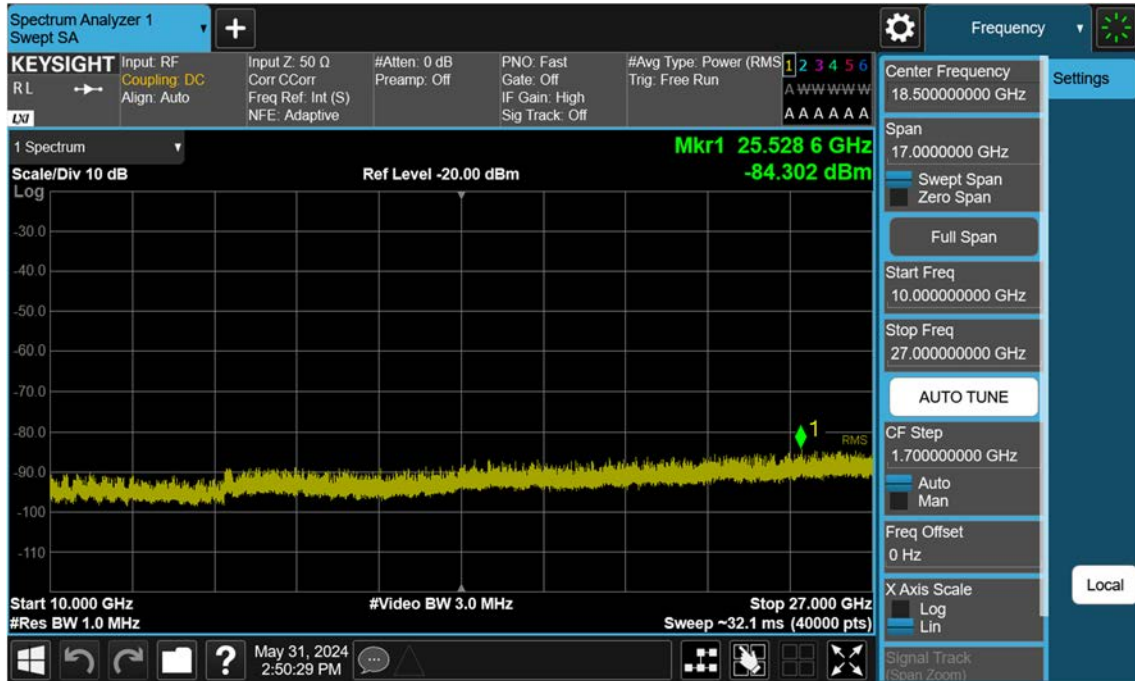 Spectrum Analyzer 1
Swept SA
Frequency
KEYSIGHT
R L
LXI
Input: RF
Coupling: DC
Align: Auto
Input Z: 50 Ω
Corr CCorr
Freq Ref: Int (S)
NFE: Adaptive
#Atten: 0 dB
Preamp: Off
PNO: Fast
Gate: Off
IF Gain: High
Sig Track: Off
#Avg Type: Power (RMS
Trig: Free Run
1 2 3 4 5 6
A W W W W W
A A A A A A
1 Spectrum
Scale/Div 10 dB
Log
Ref Level -20.00 dBm
Mkr1 25.528 6 GHz
-84.302 dBm
-30.0
-40.0
-50.0
-60.0
-70.0
-80.0
-90.0
-100
-110
1
RMS
Start 10.000 GHz
#Res BW 1.0 MHz
#Video BW 3.0 MHz
Stop 27.000 GHz
Sweep ~32.1 ms (40000 pts)
Center Frequency
18.500000000 GHz
Span
17.0000000 GHz
Swept Span
Zero Span
Full Span
Start Freq
10.000000000 GHz
Stop Freq
27.000000000 GHz
AUTO TUNE
CF Step
1.700000000 GHz
Auto
Man
Freq Offset
0 Hz
X Axis Scale
Log
Lin
Signal Track
(Span Zoom)
Settings
Local
?
May 31, 2024
2:50:29 PM